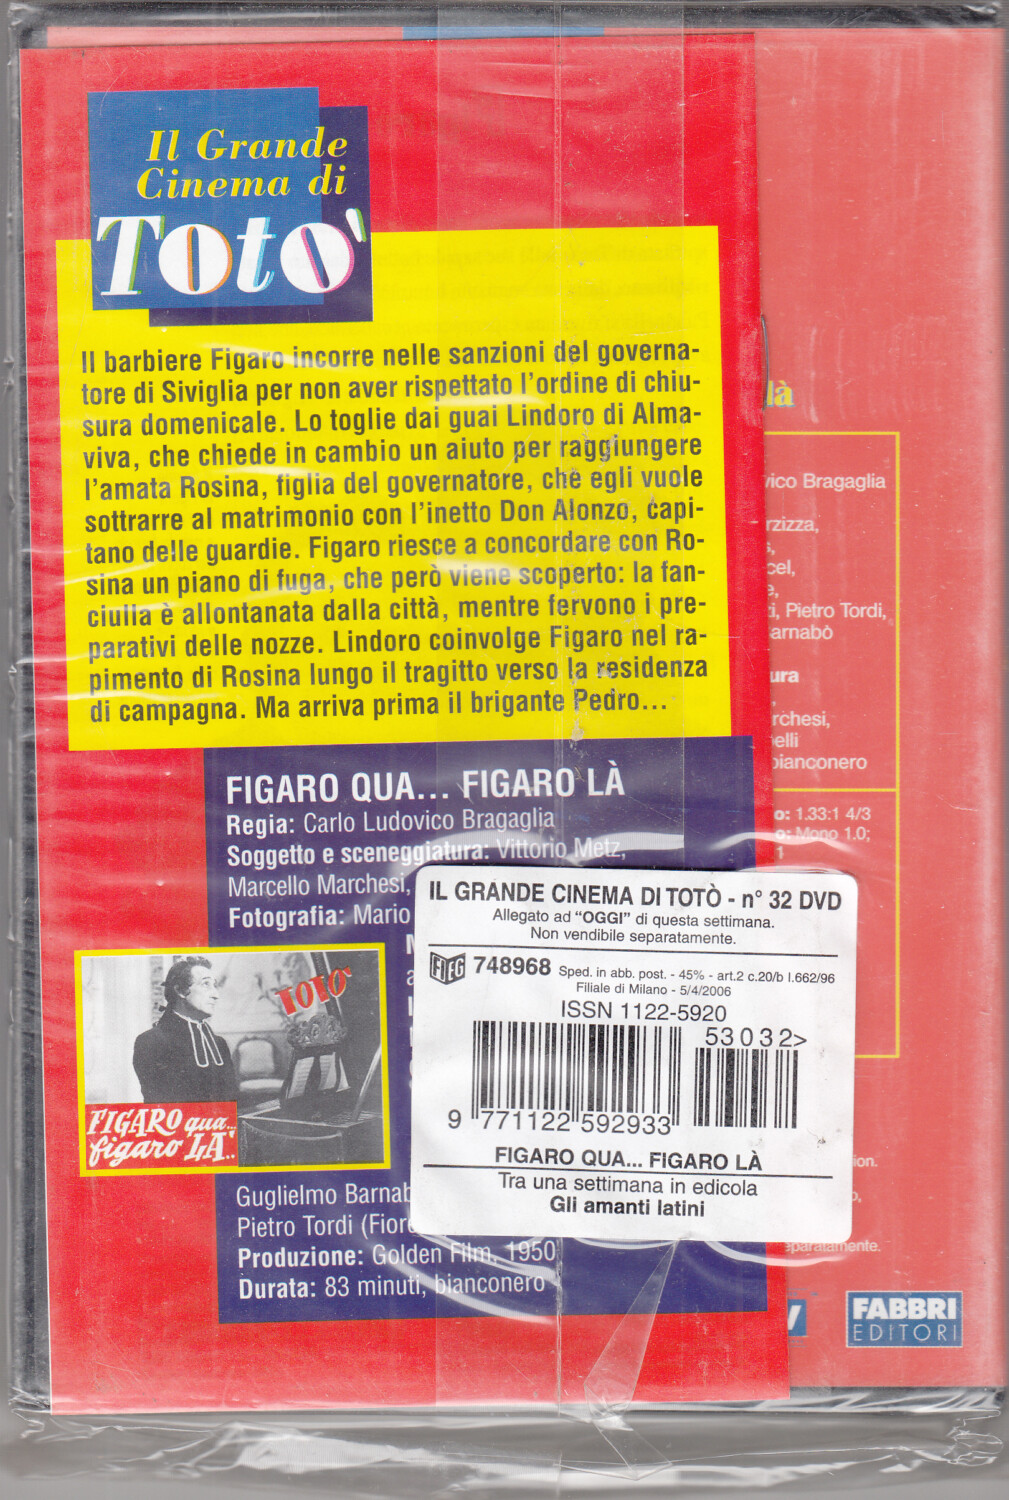 Il Grande
Cinema di
Totò
Il barbiere Figaro incorre nelle sanzioni del governa-
tore di Siviglia per non aver rispettato l'ordine di chiu-
sura domenicale. Lo toglie dai guai Lindoro di Alma-
viva, che chiede in cambio un aiuto per raggiungere
l'amata Rosina, figlia del governatore, che egli vuole
sottrarre al matrimonio con l'inetto Don Alonzo, capi-
tano delle guardie. Figaro riesce a concordare con Ro-
sina un piano di fuga, che però viene scoperto: la fan-
ciulla è allontanata dalla città, mentre fervono i pre-
parativi delle nozze. Lindoro coinvolge Figaro nel ra-
pimento di Rosina lungo il tragitto verso la residenza
di campagna. Ma arriva prima il brigante Pedro...
FIGARO QUA... FIGARO LÀ
Regia: Carlo Ludovico Bragaglia
Soggetto e sceneggiatura: Vittorio Metz,
Marcello Marchesi,
Fotografia: Mario
TOTO'
FIGARO qua...
figaro LA'..
Guglielmo Barnab
Pietro Tordi (Fiore
Produzione: Golden Film, 1950
Durata: 83 minuti, bianconero
IL GRANDE CINEMA DI TOTÒ - n° 32 DVD
Allegato ad "OGGI" di questa settimana.
Non vendibile separatamente.
FIEG 748968 Sped. in abb. post. - 45% - art.2 c.20/b l.662/96
Filiale di Milano - 5/4/2006
ISSN 1122-5920
53032>
9 771122 592933
FIGARO QUA... FIGARO LÀ
Tra una settimana in edicola
Gli amanti latini
là
vico Bragaglia
rzizza,
s,
cel,
e,
ti, Pietro Tordi,
Barnabò
ura
rchesi,
elli
bianconero
o: 1.33:1 4/3
o: Mono 1.0;
1
ion.
o,
eparatamente.
FABBRI
EDITORI